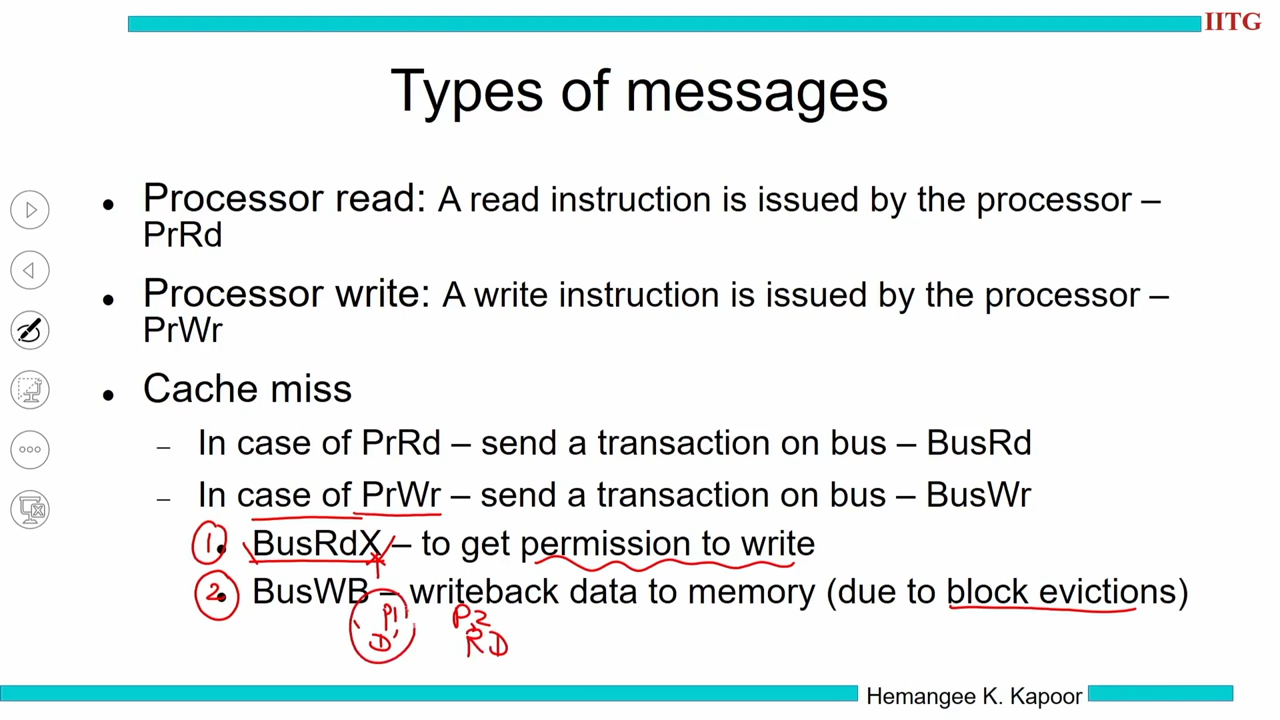 IITG
Types of messages
• Processor read: A read instruction is issued by the processor –
PrRd
• Processor write: A write instruction is issued by the processor –
PrWr
• Cache miss
– In case of PrRd – send a transaction on bus – BusRd
– In case of PrWr – send a transaction on bus – BusWr
1 • BusRdX – to get permission to write
2 • BusWB – writeback data to memory (due to block evictions)
P1 P2
D RD
Hemangee K. Kapoor